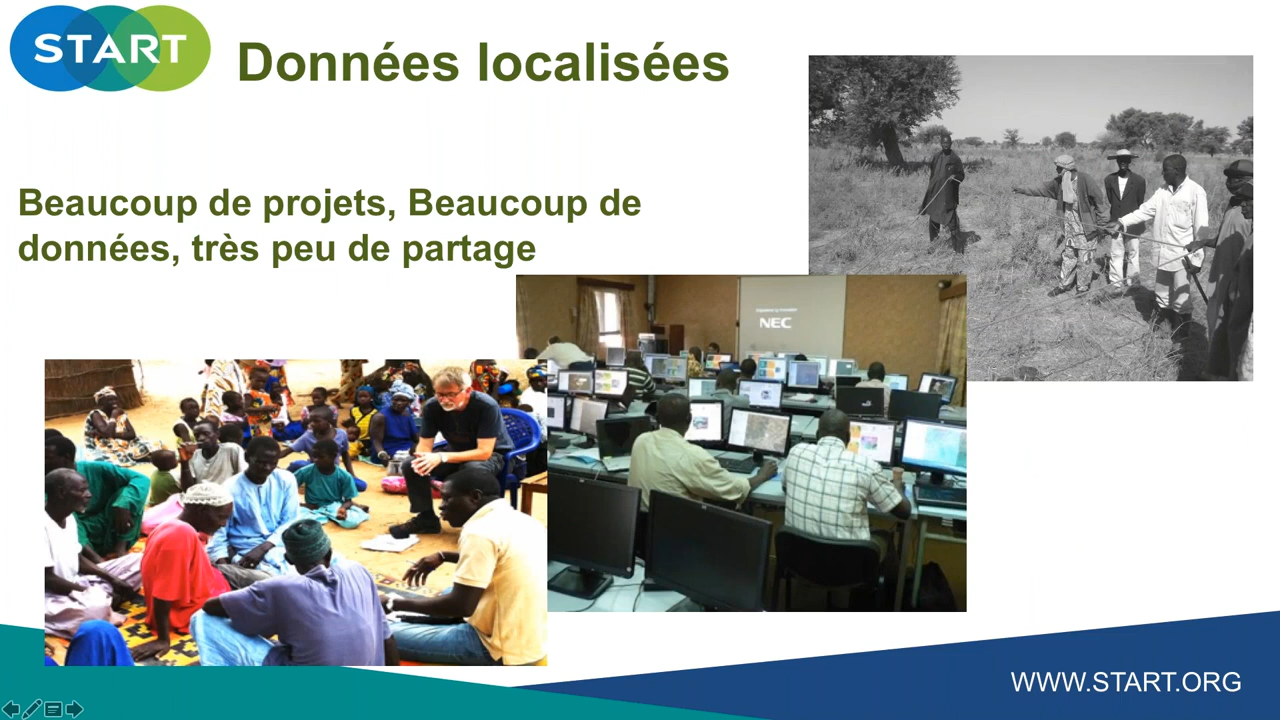 START
Données localisées
Beaucoup de projets, Beaucoup de
données, très peu de partage
NEC
WWW.START.ORG